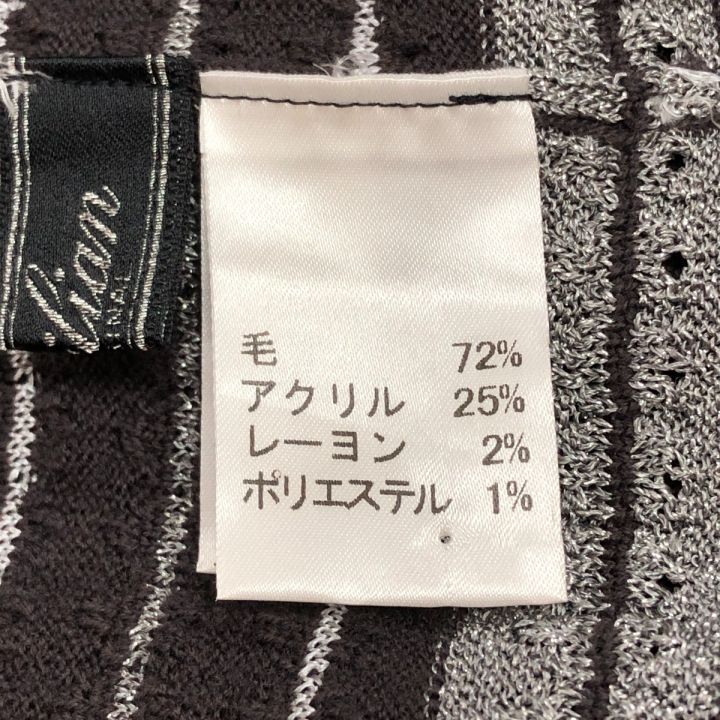 lian
毛 72%
アクリル 25%
レーヨン 2%
ポリエステル 1%